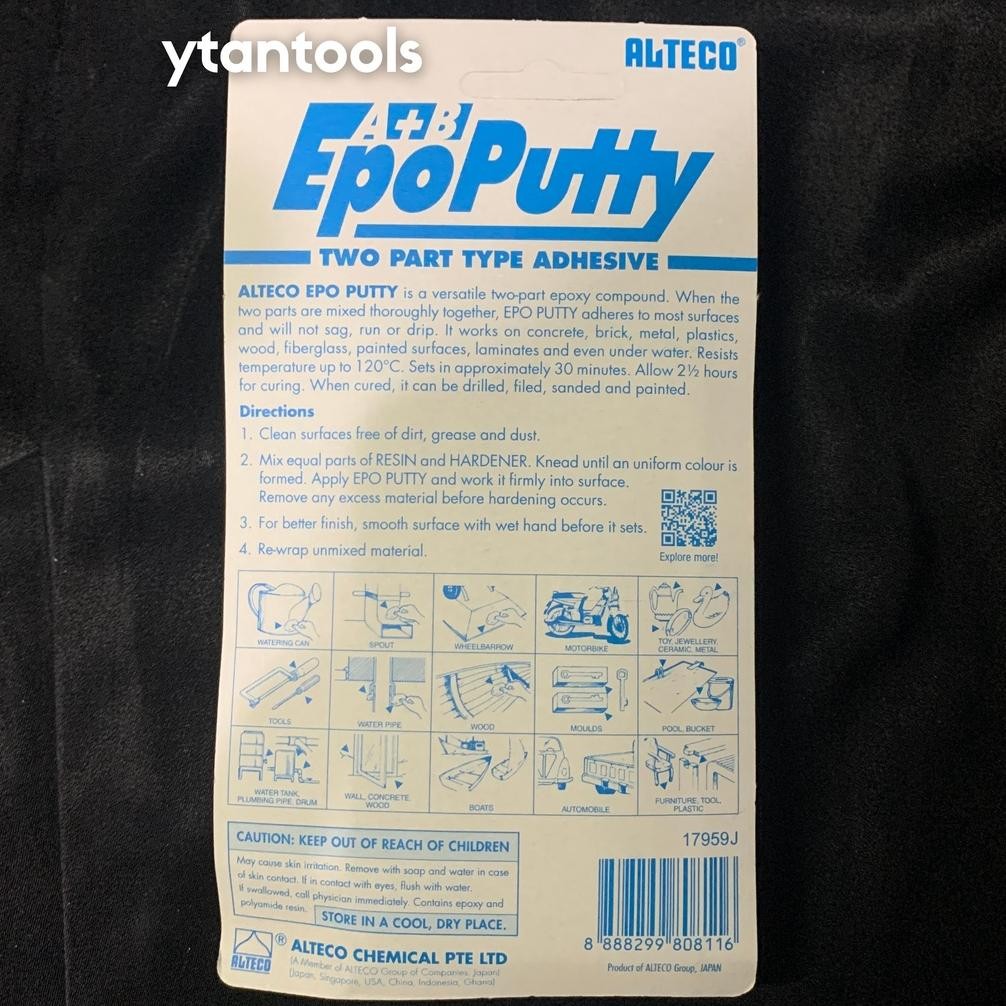 ytantools
ALTECO®
A+B
EpoPutty
TWO PART TYPE ADHESIVE
ALTECO EPO PUTTY is a versatile two-part epoxy compound. When the
two parts are mixed thoroughly together, EPO PUTTY adheres to most surfaces
and will not sag, run or drip. It works on concrete, brick, metal, plastics,
wood, fiberglass, painted surfaces, laminates and even under water. Resists
temperature up to 120°C. Sets in approximately 30 minutes. Allow 2½ hours
for curing. When cured, it can be drilled, filed, sanded and painted.
Directions
1. Clean surfaces free of dirt, grease and dust.
2. Mix equal parts of RESIN and HARDENER. Knead until an uniform colour is
formed. Apply EPO PUTTY and work it firmly into surface.
Remove any excess material before hardening occurs.
3. For better finish, smooth surface with wet hand before it sets.
4. Re-wrap unmixed material.
Explore more!
WATERING CAN
SPOUT
WHEELBARROW
MOTORBIKE
TOY, JEWELLERY,
CERAMIC, METAL
TOOLS
WATER PIPE
WOOD
MOULDS
POOL, BUCKET
WATER TANK,
PLUMBING PIPE, DRUM
WALL, CONCRETE,
WOOD
BOATS
AUTOMOBILE
FURNITURE, TOOL,
PLASTIC
CAUTION: KEEP OUT OF REACH OF CHILDREN
May cause skin irritation. Remove with soap and water in case
of skin contact. If in contact with eyes, flush with water.
If swallowed, call physician immediately. Contains epoxy and
polyamide resin.
STORE IN A COOL, DRY PLACE.
17959J
8 888299 808116
ALTECO ®
ALTECO CHEMICAL PTE LTD
(A Member of ALTECO Group of Companies, Japan)
(Japan, Singapore, USA, China, Indonesia, Ghana)
Product of ALTECO Group, JAPAN